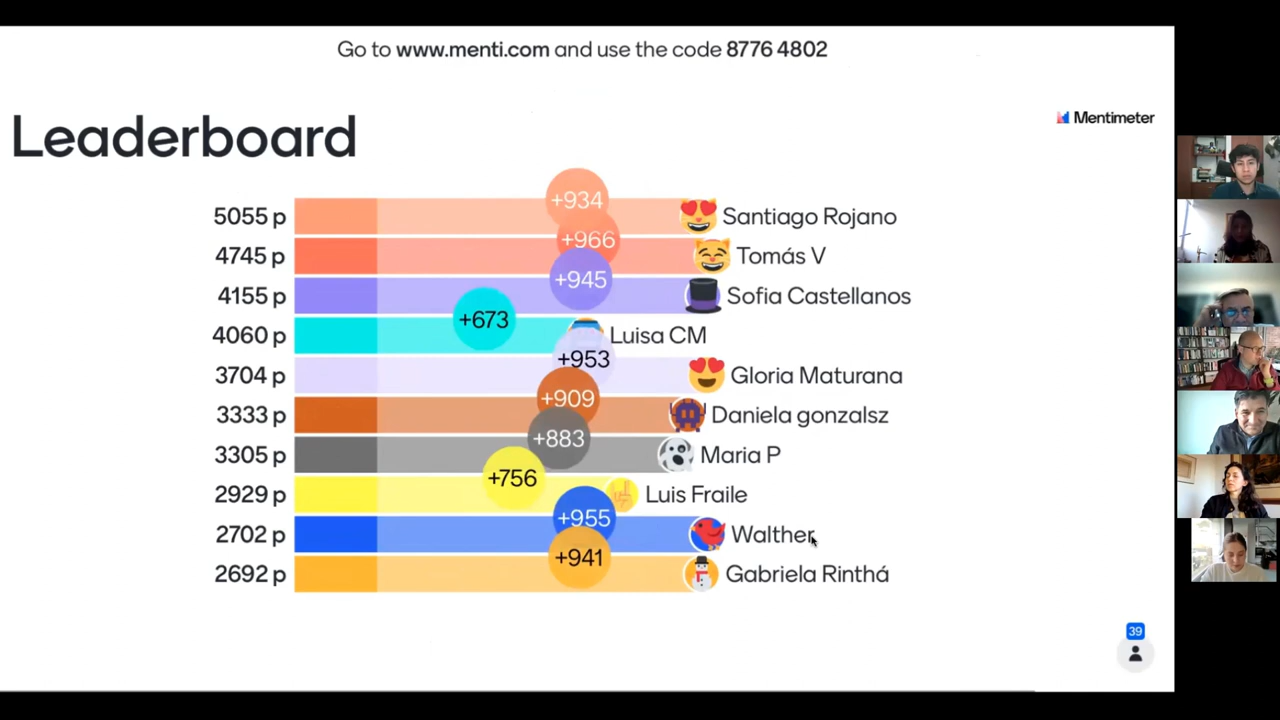 Go to www.menti.com and use the code 8776 4802
Leaderboard
Mentimeter
5055 p +934 Santiago Rojano
4745 p +966 Tomás V
4155 p +945 Sofia Castellanos
4060 p +673 Luisa CM
3704 p +953 Gloria Maturana
3333 p +909 Daniela gonzalsz
3305 p +883 Maria P
2929 p +756 Luis Fraile
2702 p +955 Walther
2692 p +941 Gabriela Rinthá
39